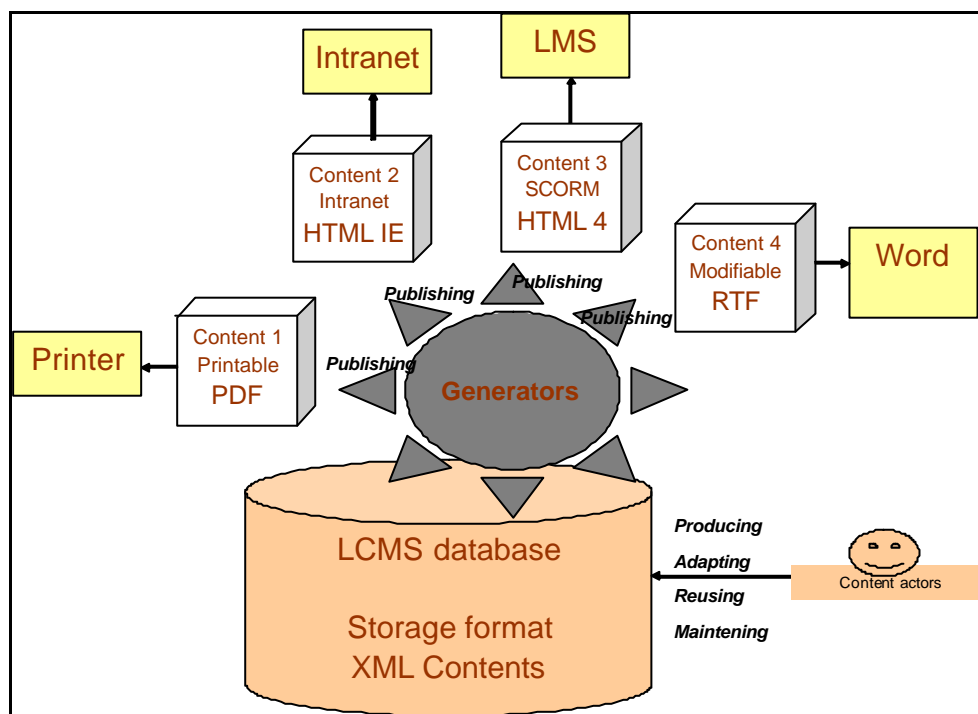 Intranet
LMS
Content 2
Intranet
HTML IE
Content 3
SCORM
HTML 4
Content 4
Modifiable
RTF
Word
Publishing
Publishing
Publishing
Publishing
Printer
Content 1
Printable
PDF
Generators
LCMS database
Storage format
XML Contents
Producing
Adapting
Reusing
Maintening
Content actors